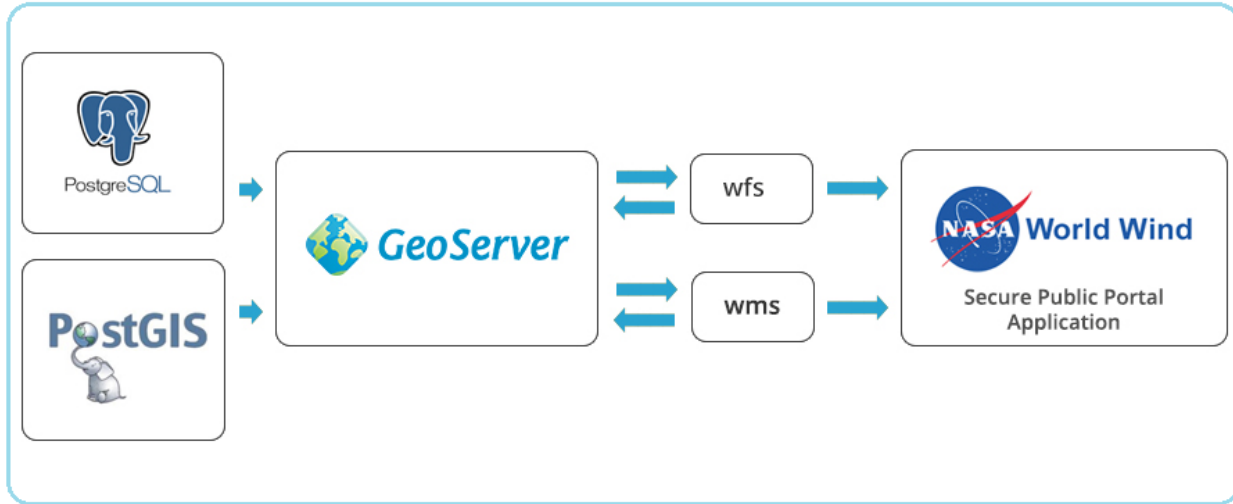 PostgreSQL
PostGIS
GeoServer
wfs
wms
NASA World Wind
Secure Public Portal
Application